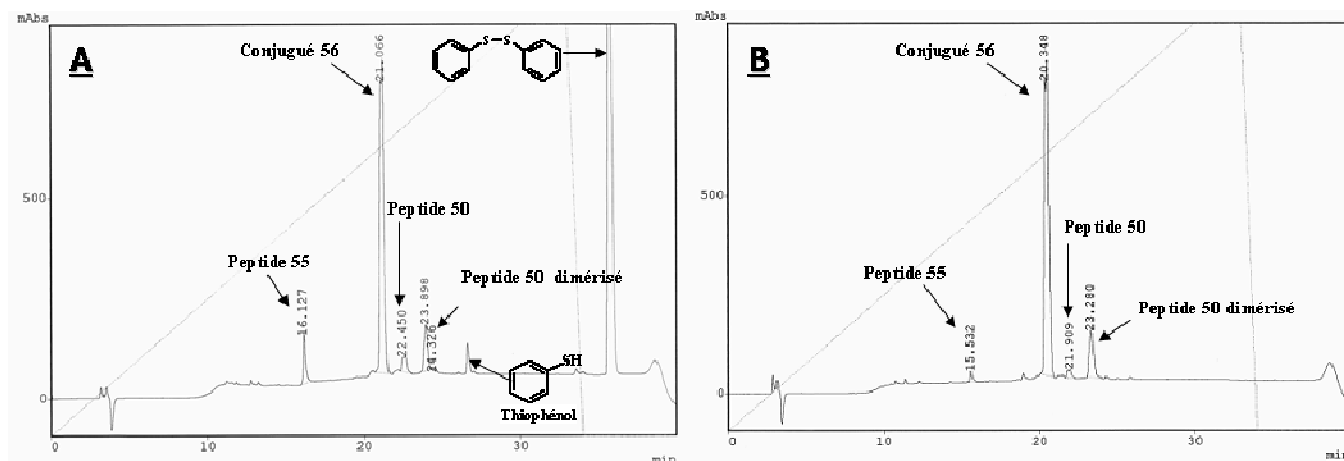 mAbs
A
Conjugué 56
21.066
S-S
Peptide 50
Peptide 55
Peptide 50 dimérisé
16.127
22.450
23.898
24.326
SH
Thiophénol
500
0
0
10
20
30
min
mAbs
B
Conjugué 56
20.348
Peptide 50
Peptide 55
Peptide 50 dimérisé
15.532
21.909
23.280
500
0
0
10
20
30
min